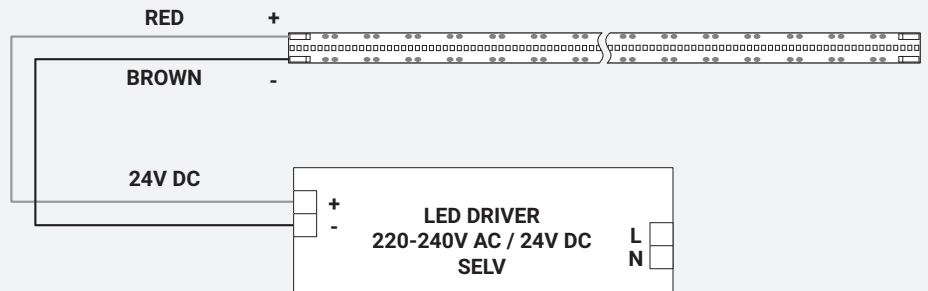 RED +
BROWN -
24V DC
+
-
LED DRIVER
220-240V AC / 24V DC
SELV
L
N